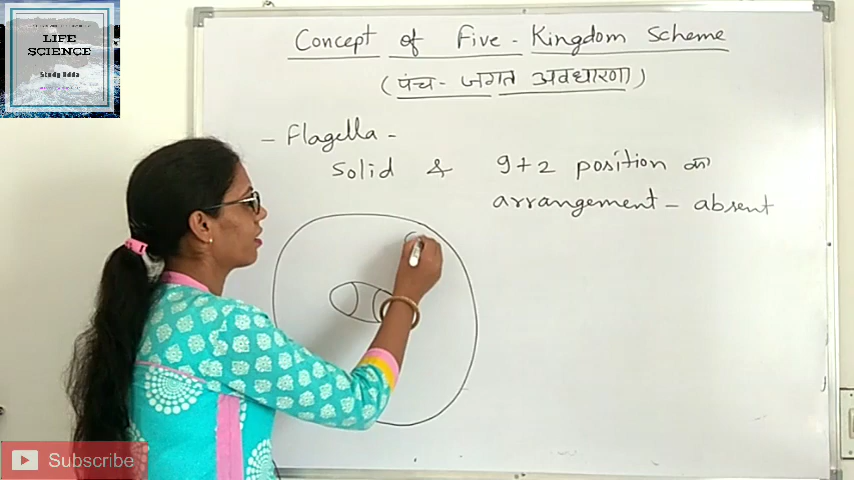 LIFE
SCIENCE
Study Adda
Concept of Five - Kingdom Scheme
(पंच - जगत अवधारणा)
- Flagella -
Solid & 9+2 position का
arrangement - absent
Subscribe